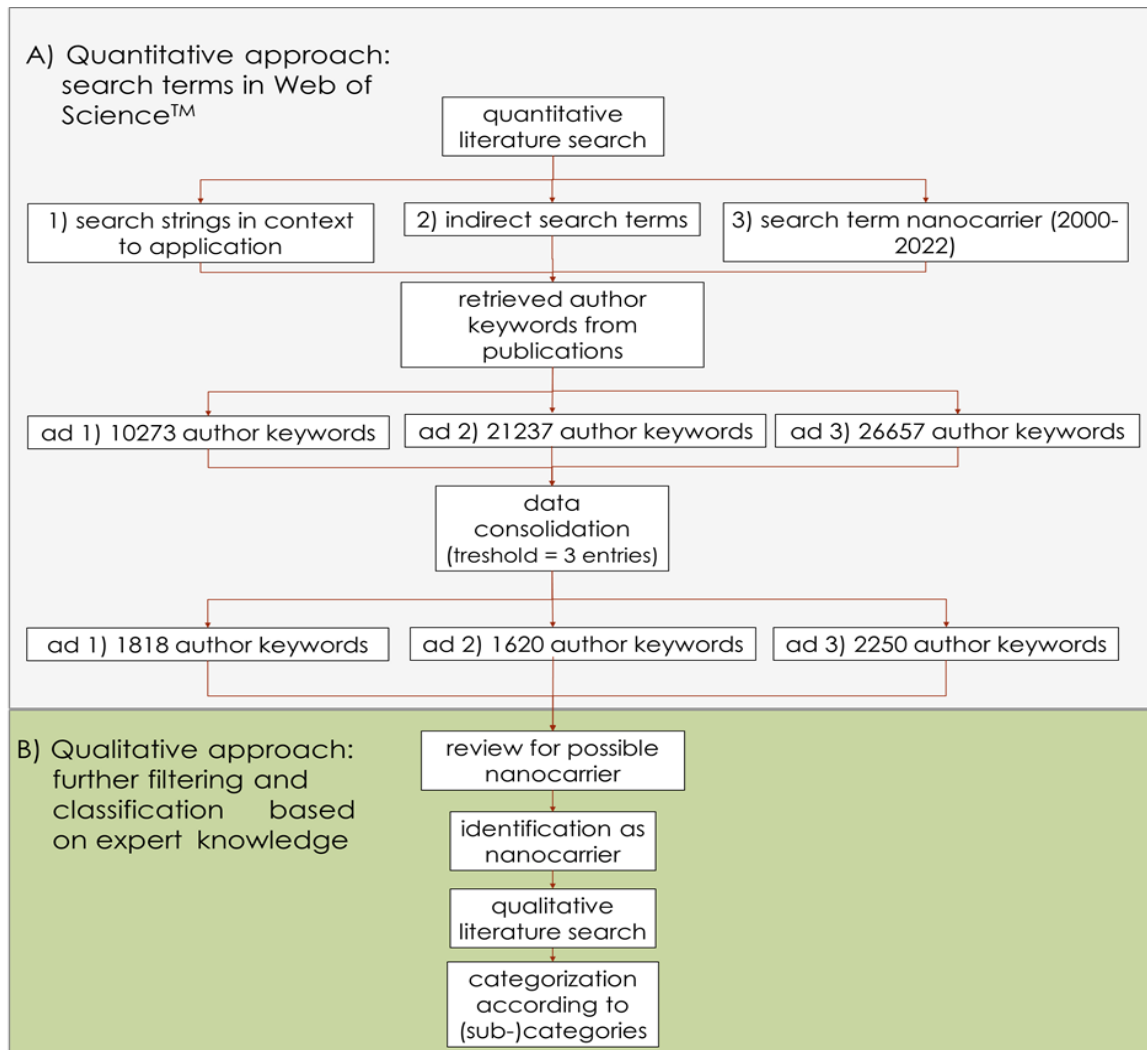 A) Quantitative approach:
search terms in Web of
Science™
quantitative
literature search
1) search strings in context
to application
2) indirect search terms
3) search term nanocarrier (2000-
2022)
retrieved author
keywords from
publications
ad 1) 10273 author keywords
ad 2) 21237 author keywords
ad 3) 26657 author keywords
data
consolidation
(treshold = 3 entries)
ad 1) 1818 author keywords
ad 2) 1620 author keywords
ad 3) 2250 author keywords
B) Qualitative approach:
further filtering and
classification based
on expert knowledge
review for possible
nanocarrier
identification as
nanocarrier
qualitative
literature search
categorization
according to
(sub-)categories